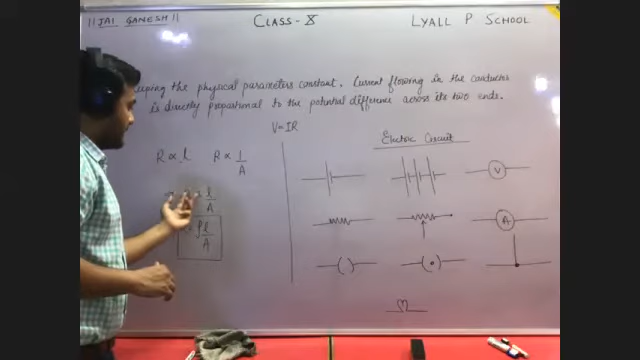 ||JAI GANESH||
CLASS-X
LYALL P SCHOOL
the physical parameters constant. Current flowing in the conductor
is directly proportional to the potential difference across its two ends.
V=IR
R ∝ l
R ∝ 1/A
l/A
ρl/A
Electric Circuit
V
A